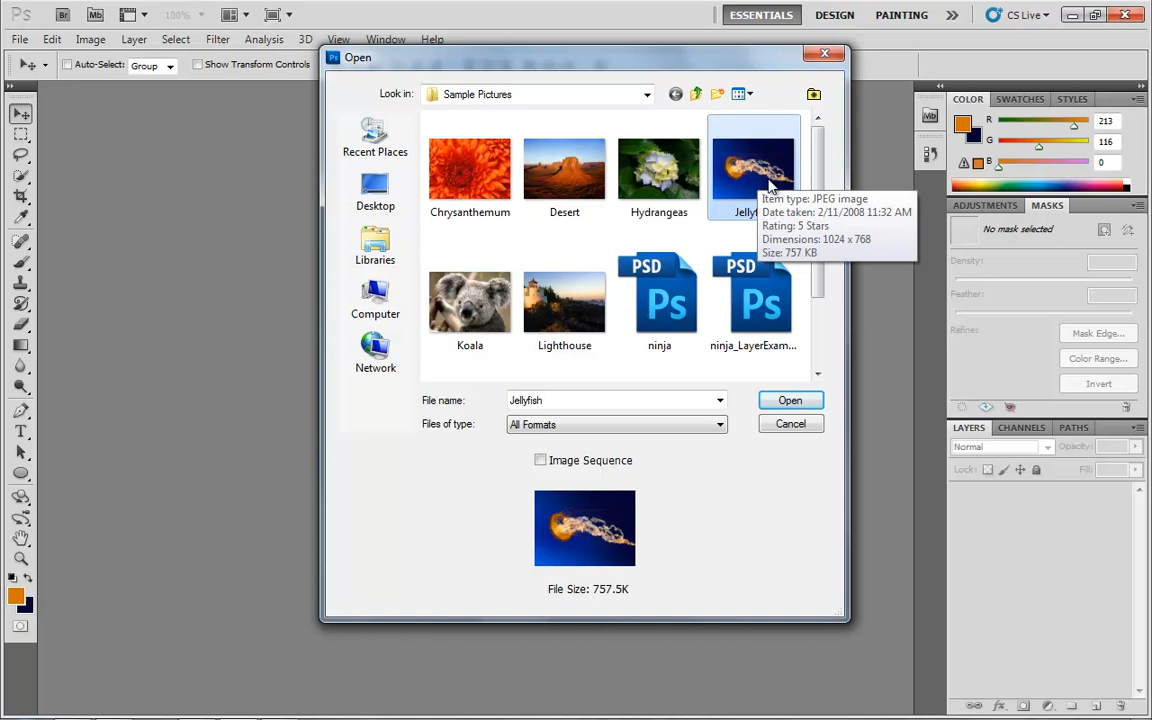 Ps Br Mb 100% ESSENTIALS DESIGN PAINTING CS Live
File Edit Image Layer Select Filter Analysis 3D View Window Help
Auto-Select: Group Show Transform Controls
Open
Look in: Sample Pictures
Recent Places
Desktop
Libraries
Computer
Network
Chrysanthemum Desert Hydrangeas
Item type: JPEG image
Date taken: 2/11/2008 11:32 AM
Rating: 5 Stars
Dimensions: 1024 x 768
Size: 757 KB
PSD PSD
Ps Ps
Koala Lighthouse ninja ninja_LayerExam...
File name: Jellyfish Open
Files of type: All Formats Cancel
Image Sequence
File Size: 757.5K
Mb
COLOR SWATCHES STYLES
R 213
G 116
B 0
ADJUSTMENTS MASKS
No mask selected
Density:
Feather:
Refine: Mask Edge...
Color Range...
Invert
LAYERS CHANNELS PATHS
Normal Opacity:
Lock: Fill:
T